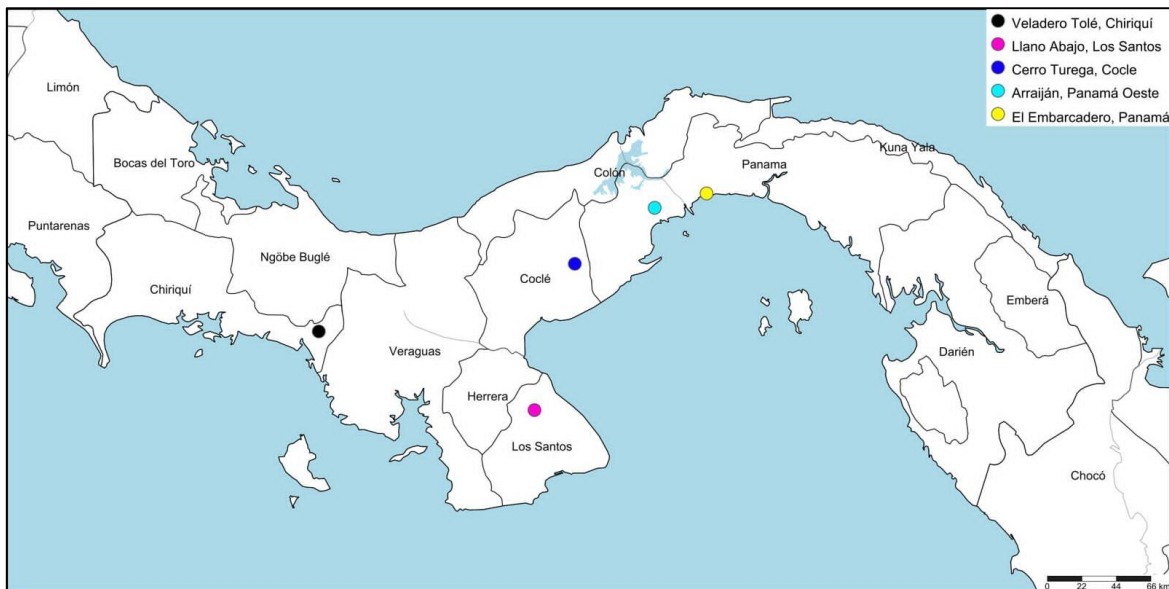 Veladero Tolé, Chiriquí
Llano Abajo, Los Santos
Cerro Turega, Cocle
Arraiján, Panamá Oeste
El Embarcadero, Panamá
Limón
Bocas del Toro
Kuna Yala
Panama
Colón
Puntarenas
Ngöbe Buglé
Chiriquí
Coclé
Emberá
Veraguas
Darién
Herrera
Los Santos
Chocó
0 22 44 66 km